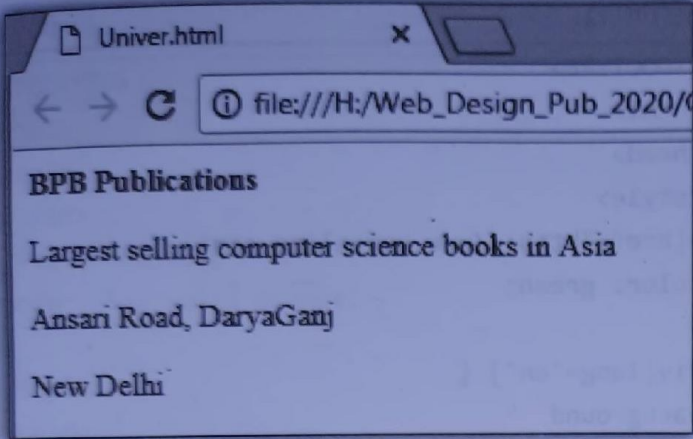 Univer.html
file:///H:/Web_Design_Pub_2020/
BPB Publications
Largest selling computer science books in Asia
Ansari Road, DaryaGanj
New Delhi